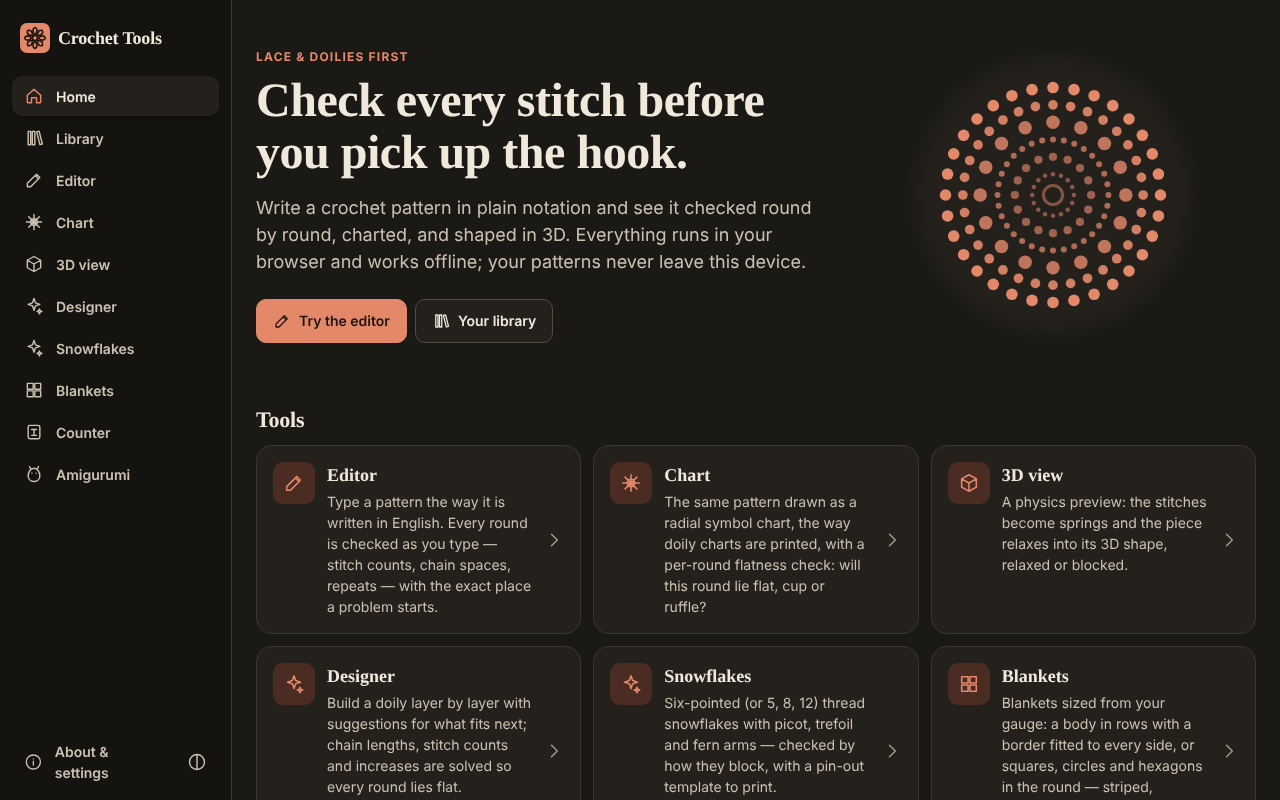 Crochet Tools
Home
Library
Editor
Chart
3D view
Designer
Snowflakes
Blankets
Counter
Amigurumi
About &
settings
LACE & DOILIES FIRST
Check every stitch before
you pick up the hook.
Write a crochet pattern in plain notation and see it checked round
by round, charted, and shaped in 3D. Everything runs in your
browser and works offline; your patterns never leave this device.
Try the editor
Your library
Tools
Editor
Type a pattern the way it is
written in English. Every round
is checked as you type —
stitch counts, chain spaces,
repeats — with the exact place
a problem starts.
Chart
The same pattern drawn as a
radial symbol chart, the way
doily charts are printed, with a
per-round flatness check: will
this round lie flat, cup or
ruffle?
3D view
A physics preview: the stitches
become springs and the piece
relaxes into its 3D shape,
relaxed or blocked.
Designer
Build a doily layer by layer with
suggestions for what fits next;
chain lengths, stitch counts
and increases are solved so
every round lies flat.
Snowflakes
Six-pointed (or 5, 8, 12) thread
snowflakes with picot, trefoil
and fern arms — checked by
how they block, with a pin-out
template to print.
Blankets
Blankets sized from your
gauge: a body in rows with a
border fitted to every side, or
squares, circles and hexagons
in the round — striped,